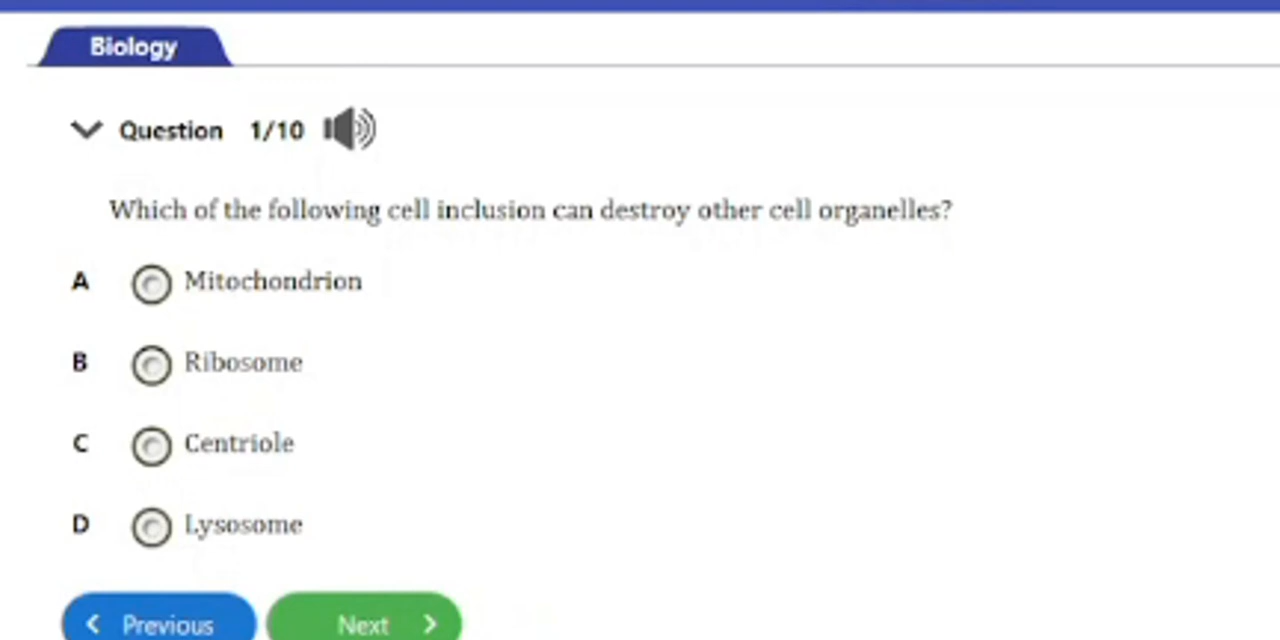 Biology
Question 1/10
Which of the following cell inclusion can destroy other cell organelles?
A Mitochondrion
B Ribosome
C Centriole
D Lysosome
Previous Next